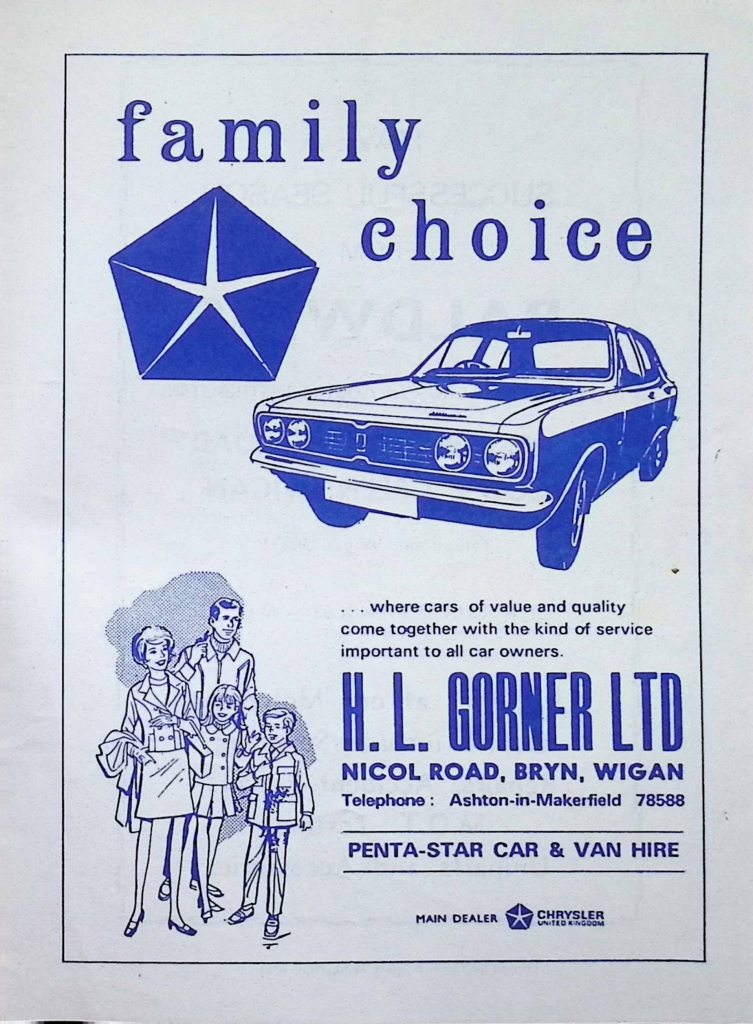 family
choice
... where cars of value and quality
come together with the kind of service
important to all car owners.
H. L. GORNER LTD
NICOL ROAD, BRYN, WIGAN
Telephone : Ashton-in-Makerfield 78588
PENTA-STAR CAR & VAN HIRE
MAIN DEALER CHRYSLER
UNITED KINGDOM